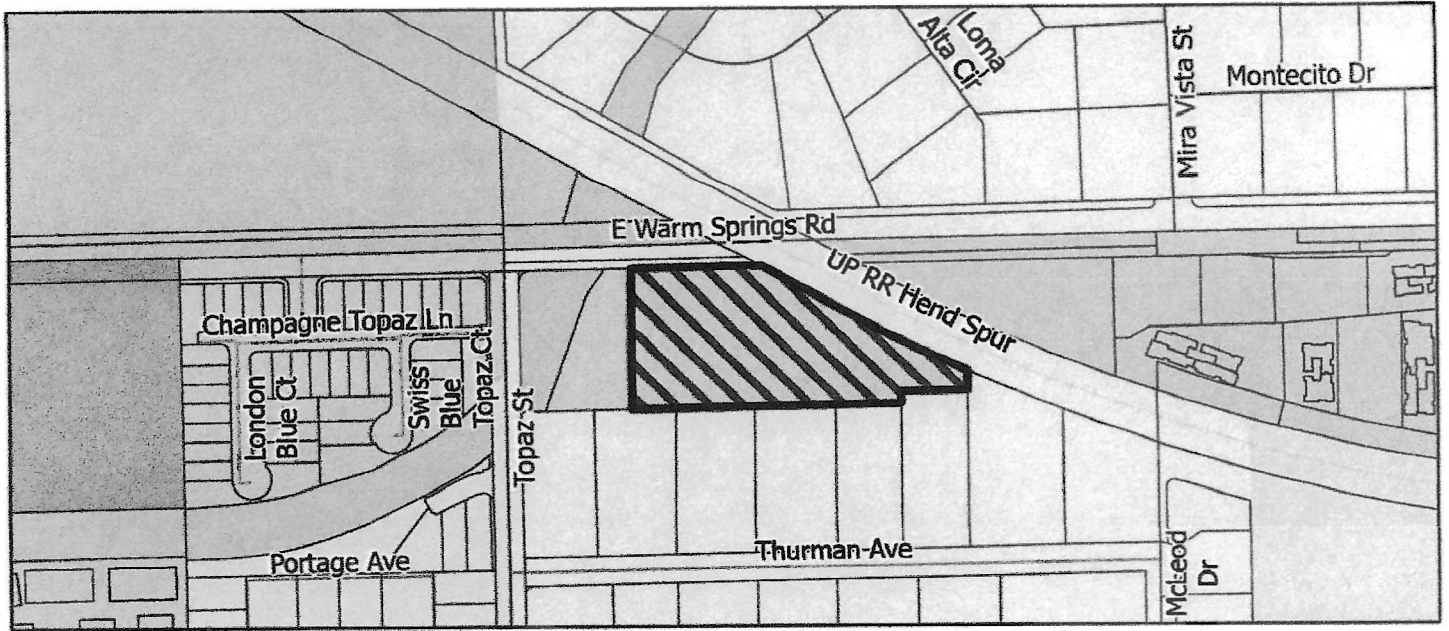 Loma
Alta Cir
Mira Vista St
Montecito Dr
E Warm Springs Rd
UP RR Hend Spur
Champagne Topaz Ln
London
Blue Ct
Swiss
Blue
Topaz Ct
Topaz St
Portage Ave
Thurman Ave
McLeod
Dr